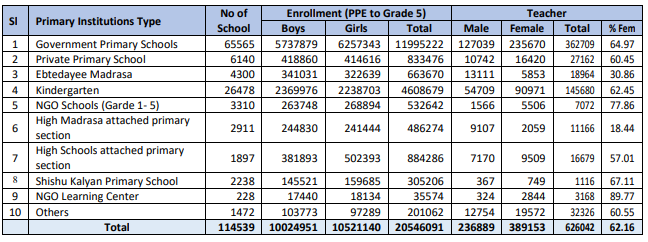 Sl Primary Institutions Type No of School Enrollment (PPE to Grade 5) Teacher
Boys Girls Total Male Female Total % Fem
1 Government Primary Schools 65565 5737879 6257343 11995222 127039 235670 362709 64.97
2 Private Primary School 6140 418860 414616 833476 10742 16420 27162 60.45
3 Ebtedayee Madrasa 4300 341031 322639 663670 13111 5853 18964 30.86
4 Kindergarten 26478 2369976 2238703 4608679 54709 90971 145680 62.45
5 NGO Schools (Garde 1- 5) 3310 263748 268894 532642 1566 5506 7072 77.86
6 High Madrasa attached primary section 2911 244830 241444 486274 9107 2059 11166 18.44
7 High Schools attached primary section 1897 381893 502393 884286 7170 9509 16679 57.01
8 Shishu Kalyan Primary School 2238 145521 159685 305206 367 749 1116 67.11
9 NGO Learning Center 228 17440 18134 35574 324 2844 3168 89.77
10 Others 1472 103773 97289 201062 12754 19572 32326 60.55
Total 114539 10024951 10521140 20546091 236889 389153 626042 62.16